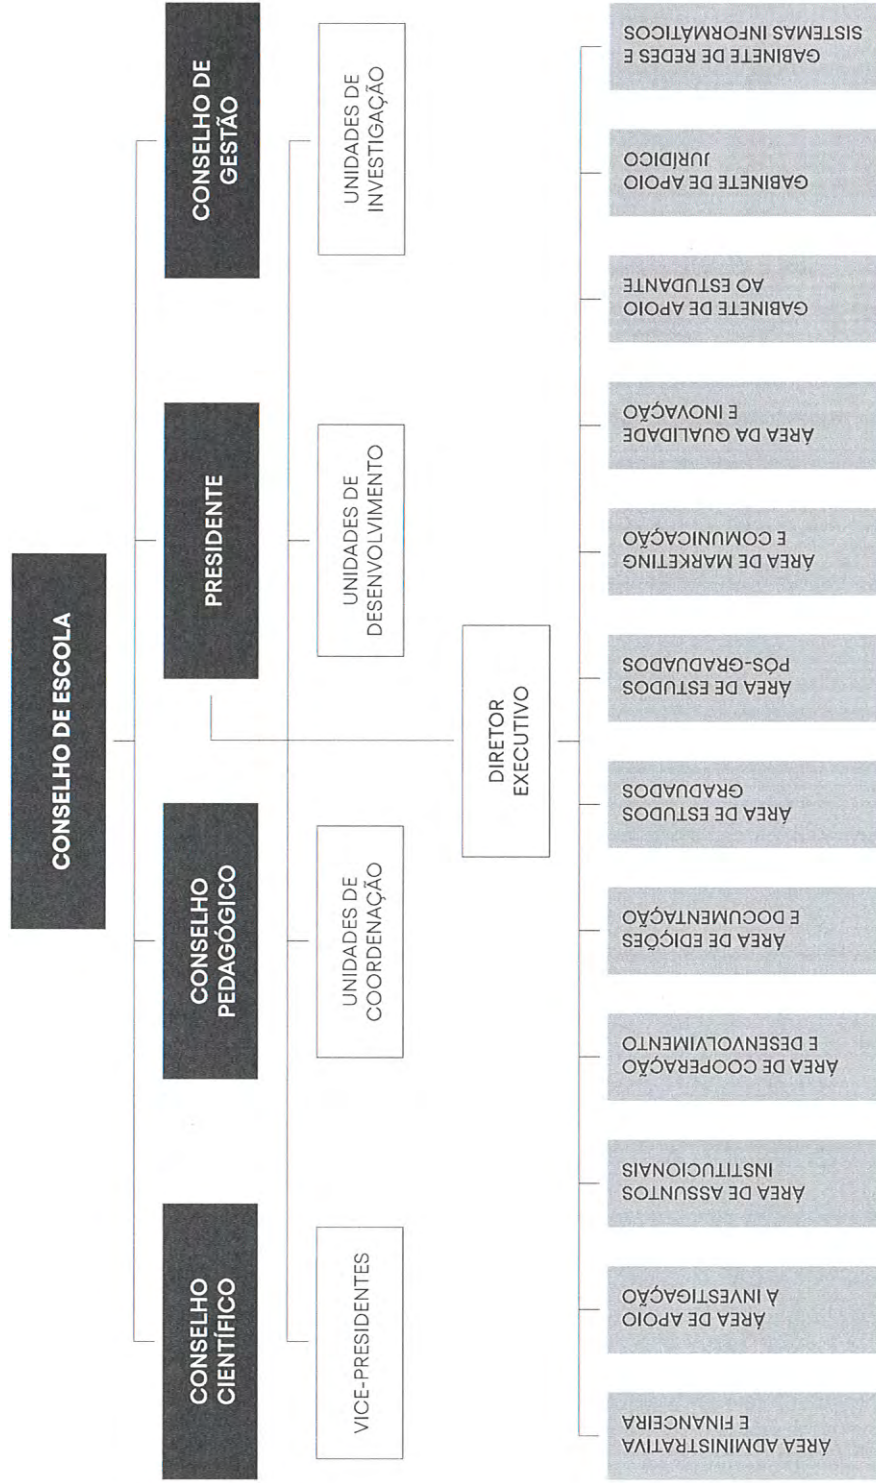 CONSELHO DE ESCOLA
CONSELHO
CIENTÍFICO
CONSELHO
PEDAGÓGICO
PRESIDENTE
CONSELHO DE
GESTÃO
VICE-PRESIDENTES
UNIDADES DE
COORDENAÇÃO
UNIDADES DE
DESENVOLVIMENTO
UNIDADES DE
INVESTIGAÇÃO
DIRETOR
EXECUTIVO
ÁREA ADMINISTRATIVA
E FINANCEIRA
ÁREA DE APOIO
À INVESTIGAÇÃO
ÁREA DE ASSUNTOS
INSTITUCIONAIS
ÁREA DE COOPERAÇÃO
E DESENVOLVIMENTO
ÁREA DE EDIÇÕES
E DOCUMENTAÇÃO
ÁREA DE ESTUDOS
GRADUADOS
ÁREA DE ESTUDOS
PÓS-GRADUADOS
ÁREA DE MARKETING
E COMUNICAÇÃO
ÁREA DA QUALIDADE
E INOVAÇÃO
GABINETE DE APOIO
AO ESTUDANTE
GABINETE DE APOIO
JURÍDICO
GABINETE DE REDES E
SISTEMAS INFORMÁTICOS